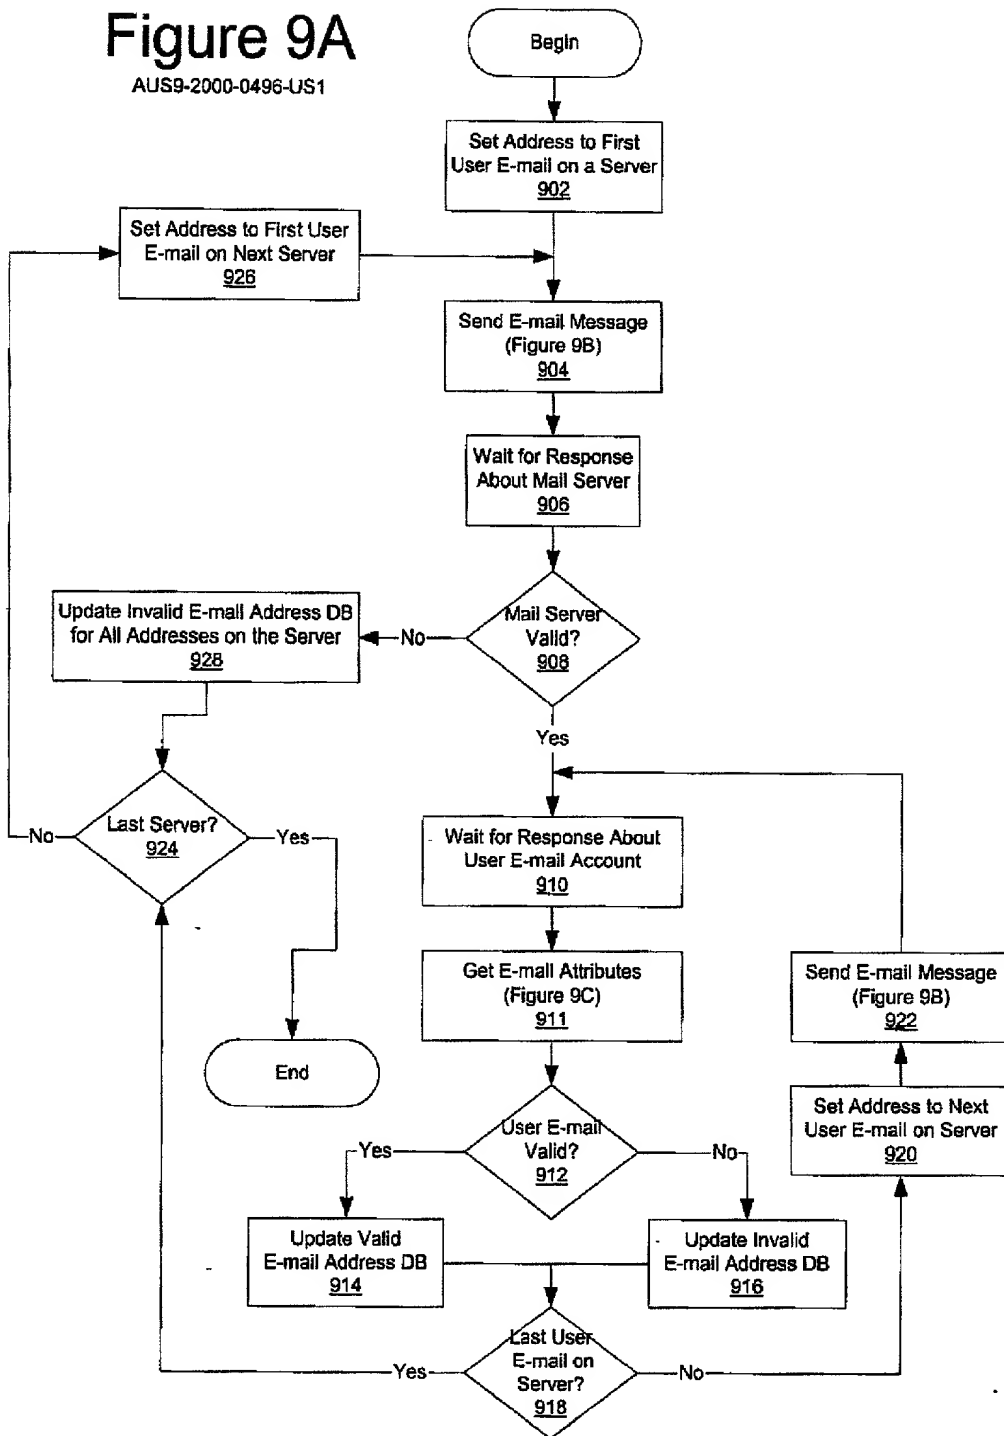 Figure 9A
AUS9-2000-0496-US1
Begin
Set Address to First
User E-mail on a Server
902
Set Address to First User
E-mail on Next Server
926
Send E-mail Message
(Figure 9B)
904
Wait for Response
About Mail Server
906
Update Invalid E-mail Address DB
for All Addresses on the Server
928
No
Mail Server
Valid?
908
Yes
No
Last Server?
924
Yes
Wait for Response About
User E-mail Account
910
Get E-mail Attributes
(Figure 9C)
911
Send E-mail Message
(Figure 9B)
922
End
Set Address to Next
User E-mail on Server
920
Yes
User E-mail
Valid?
912
No
Update Valid
E-mail Address DB
914
Update Invalid
E-mail Address DB
916
Yes
Last User
E-mail on
Server?
918
No